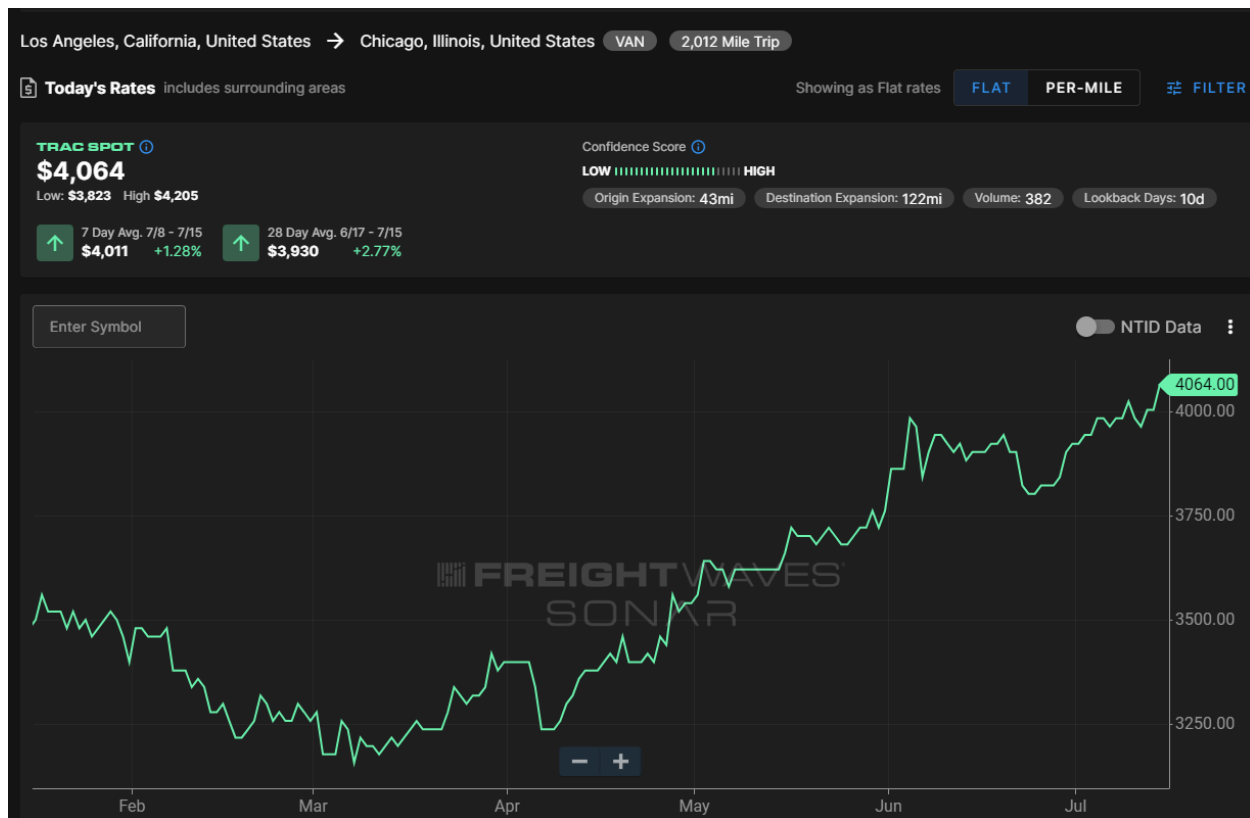 Los Angeles, California, United States → Chicago, Illinois, United States VAN 2,012 Mile Trip
Today's Rates includes surrounding areas Showing as Flat rates FLAT PER-MILE FILTER
TRAC SPOT Confidence Score
$4,064
LOW HIGH
Low: $3,823 High $4,205
Origin Expansion: 43mi Destination Expansion: 122mi Volume: 382 Lookback Days: 10d
7 Day Avg. 7/8 - 7/15 28 Day Avg. 6/17 - 7/15
$4,011 +1.28% $3,930 +2.77%
Enter Symbol NTID Data
4064.00
4000.00
3750.00
FREIGHTWAVES
SONAR
3500.00
3250.00
Feb Mar Apr May Jun Jul